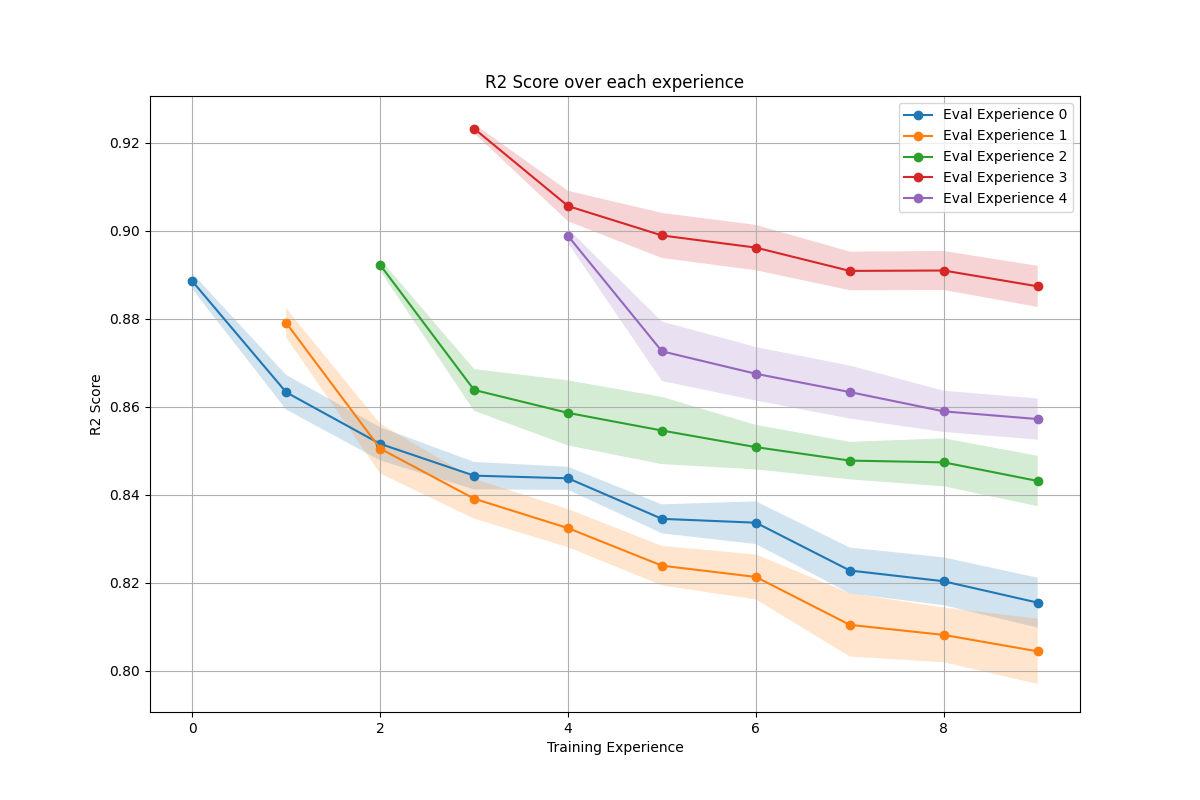 R2 Score over each experience
Eval Experience 0
Eval Experience 1
Eval Experience 2
Eval Experience 3
Eval Experience 4
R2 Score
0.92
0.90
0.88
0.86
0.84
0.82
0.80
0 2 4 6 8
Training Experience